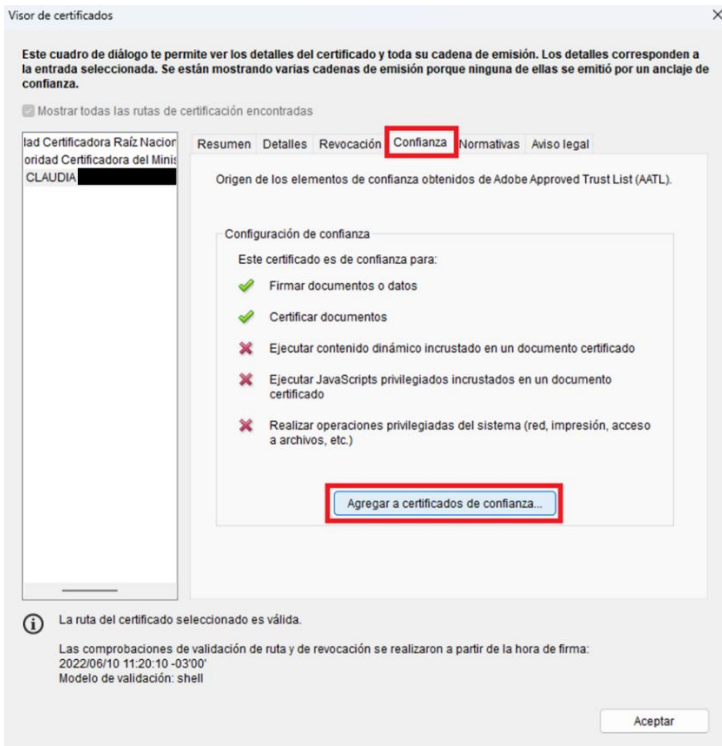 Visor de certificados
Este cuadro de diálogo te permite ver los detalles del certificado y toda su cadena de emisión. Los detalles corresponden a
la entrada seleccionada. Se están mostrando varias cadenas de emisión porque ninguna de ellas se emitió por un anclaje de
confianza.
Mostrar todas las rutas de certificación encontradas
lad Certificadora Raíz Nacion
oridad Certificadora del Minis
CLAUDIA
Resumen Detalles Revocación Confianza Normativas Aviso legal
Origen de los elementos de confianza obtenidos de Adobe Approved Trust List (AATL).
Configuración de confianza
Este certificado es de confianza para:
Firmar documentos o datos
Certificar documentos
Ejecutar contenido dinámico incrustado en un documento certificado
Ejecutar JavaScripts privilegiados incrustados en un documento
certificado
Realizar operaciones privilegiadas del sistema (red, impresión, acceso
a archivos, etc.)
Agregar a certificados de confianza...
La ruta del certificado seleccionado es válida.
Las comprobaciones de validación de ruta y de revocación se realizaron a partir de la hora de firma:
2022/06/10 11:20:10 -03'00'
Modelo de validación: shell
Aceptar